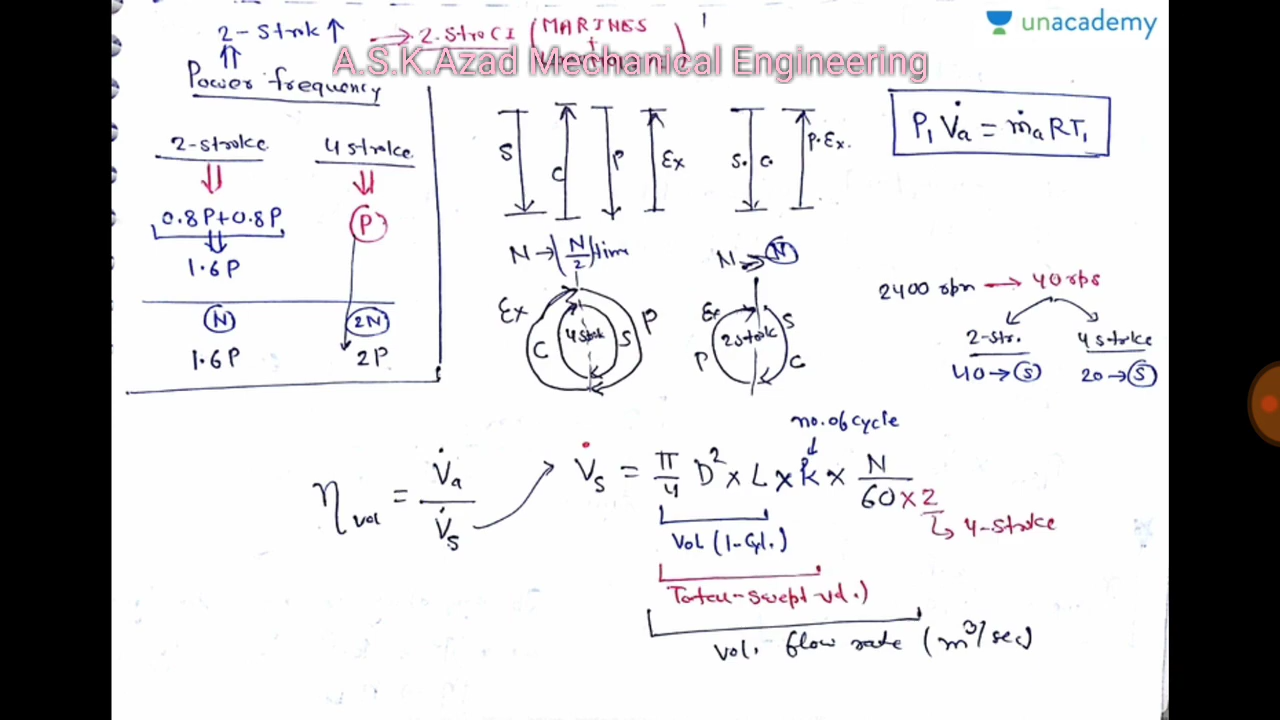 2-Strok ↑ → 2.Stro CI ( MARINES
+
)
unacademy
A.S.K.Azad Mechanical Engineering
⇑
Power frequency
2-stroke 4 stroke
⇓ ⇓
0.8P+0.8P P
⇓
1.6P
N 2N
1.6P 2P
S C P Ex S. C. P.Ex.
N → (N/2) time N → N
Ex C 4 Strok S P
Ex P 2 Strok S C
P₁ V̇a = ṁa RT₁
2400 rpm → 40 rps
2-Str. 4 stroke
40 → S 20 → S
no. of cycle
↓
ηvol = V̇a / V̇s → V̇s = π/4 D² × L × k × N / 60 × 2
↳ 4-stroke
Vol (1-Cyl.)
Total-swept-vol.)
Vol. flow rate (m³/sec)